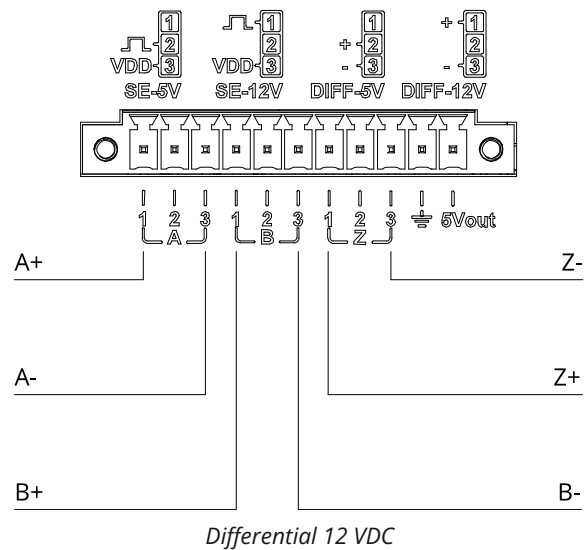 1 1 1 + 1
2 2 + 2 2
VDD 3 VDD 3 - 3 - 3
SE-5V SE-12V DIFF-5V DIFF-12V
1 2 3 1 2 3 1 2 3 5Vout
A B Z
A+ Z-
A- Z+
B+ B-
Differential 12 VDC